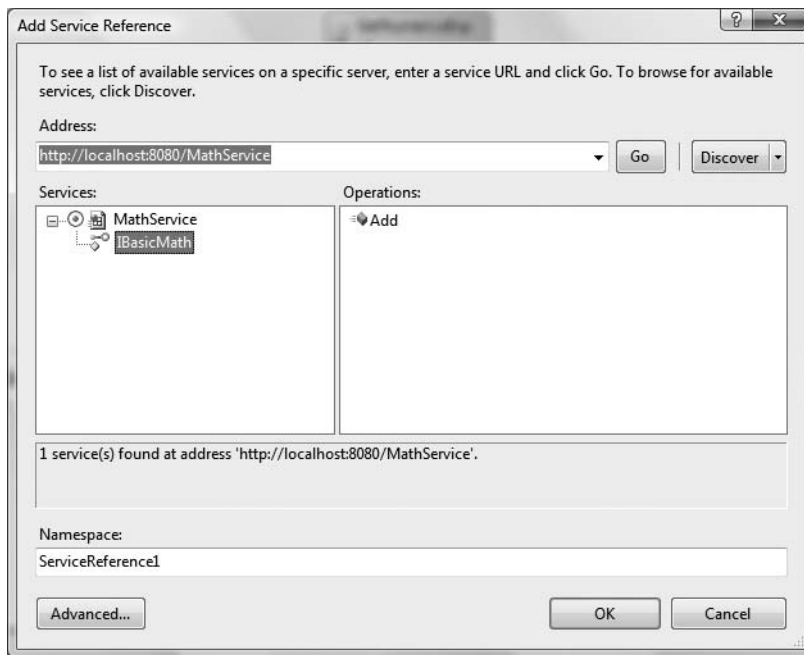 Add Service Reference
To see a list of available services on a specific server, enter a service URL and click Go. To browse for available
services, click Discover.
Address:
http://localhost:8080/MathService
Go
Discover
Services:
Operations:
MathService
IBasicMath
Add
1 service(s) found at address 'http://localhost:8080/MathService'.
Namespace:
ServiceReference1
Advanced...
OK
Cancel